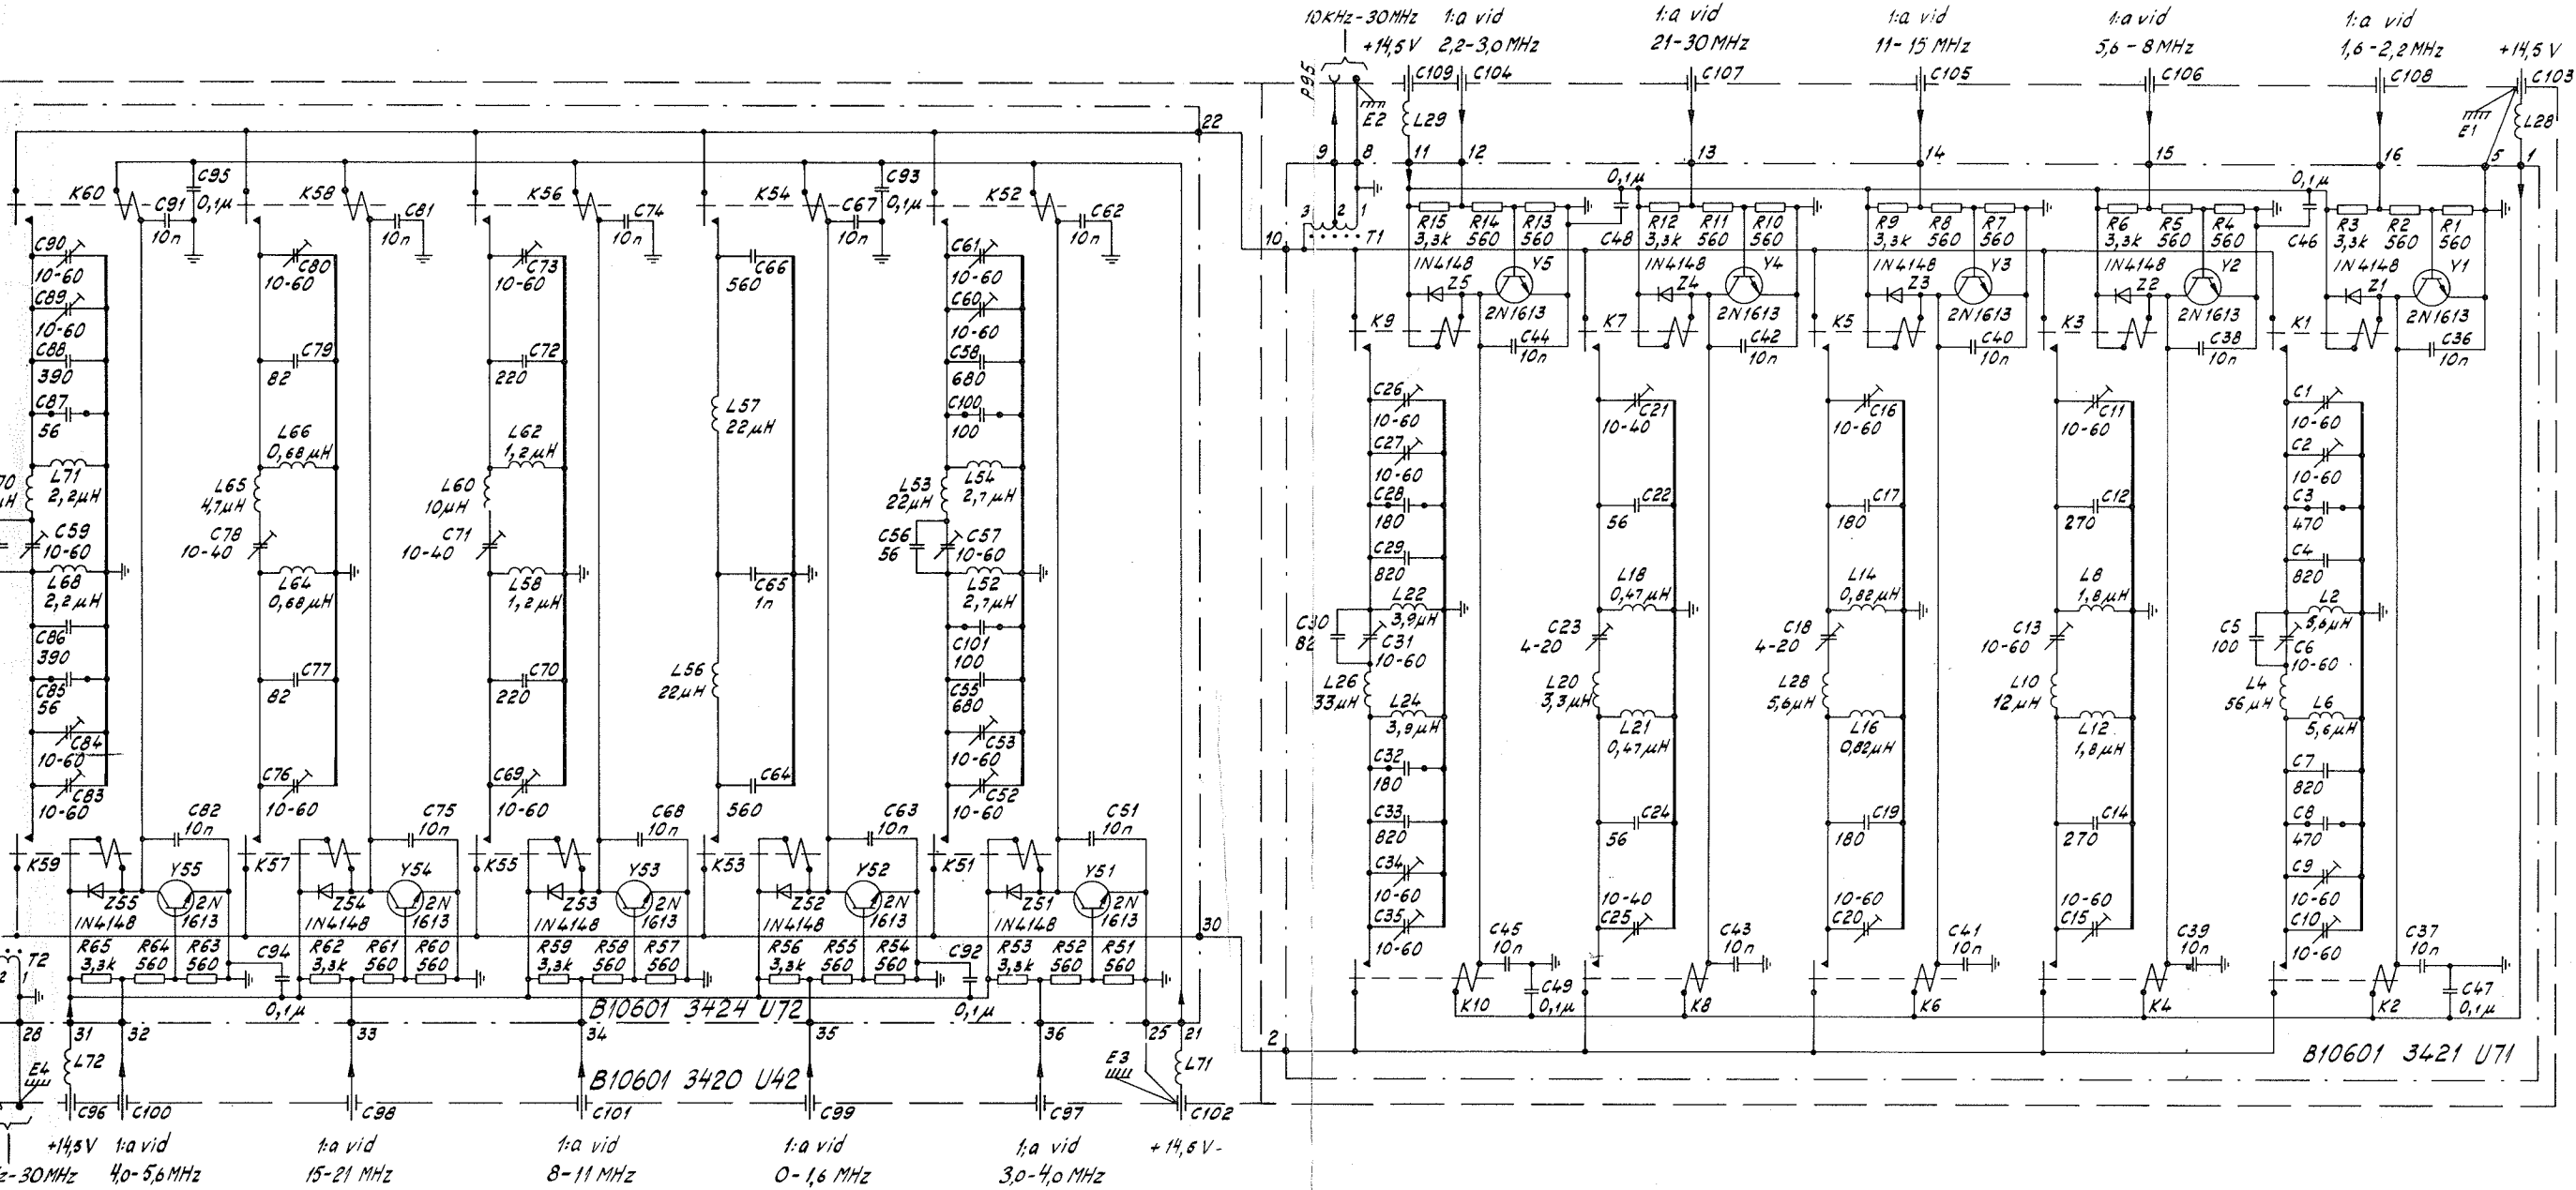 10KHz-30MHz 1:a vid 1:a vid 1:a vid 1:a vid 1:a vid
+14,5V 2,2-3,0MHz 21-30MHz 11-15 MHz 5,6-8MHz 1,6-2,2MHz +14,5 V
P95 C109 C104 C107 C105 C106 C108 C103
E2 L29 E1 L28
22 9 8 11 12 13 14 15 16 5 1
K60 C95 0,1µ K58 K56 K54 C93 0,1µ K52
C91 10n C81 10n C74 10n C67 10n C62 10n
3 2 1 T1 10
0,1µ C48 0,1µ C46
R15 R14 R13 R12 R11 R10 R9 R8 R7 R6 R5 R4 R3 R2 R1
3,3k 560 560 3,3k 560 560 3,3k 560 560 3,3k 560 560 3,3k 560 560
1N4148 Y5 1N4148 Y4 1N4148 Y3 1N4148 Y2 1N4148 Y1
Z5 Z4 Z3 Z2 Z1
2N1613 2N1613 2N1613 2N1613 2N1613
K9 K7 K5 K3 K1
C44 10n C42 10n C40 10n C38 10n C36 10n
C90 10-60
C89 10-60
C88 390
C87 56
L71 2,2µH
C59 10-60
L68 2,2µH
C86 390
C85 56
C84 10-60
C83 10-60
C80 10-60
C79 82
L66 0,68µH
L65 4,7µH
C78 10-40
L64 0,68µH
C77 82
C76 10-60
C73 10-60
C72 220
L62 1,2µH
L60 10µH
C71 10-40
L58 1,2µH
C70 220
C69 10-60
C66 560
L57 22µH
C65 1n
L56 22µH
C64 560
C61 10-60
C60 10-60
C58 680
C100 100
L53 22µH
L54 2,7µH
C56 56
C57 10-60
L52 2,7µH
C101 100
C55 680
C53 10-60
C52 10-60
C26 10-60
C27 10-60
C28 180
C29 820
L22 3,9µH
C30 82
C31 10-60
L26 33µH
L24 3,9µH
C32 180
C33 820
C34 10-60
C35 10-60
C21 10-40
C22 56
L18 0,47µH
C23 4-20
L20 3,3µH
L21 0,47µH
C24 56
10-40 C25
C16 10-60
C17 180
L14 0,82µH
C18 4-20
L28 5,6µH
L16 0,82µH
C19 180
10-60 C20
C11 10-60
C12 270
L8 1,8µH
C13 10-60
L10 12µH
L12 1,8µH
C14 270
10-60 C15
C1 10-60
C2 10-60
C3 470
C4 820
L2 5,6µH
C5 100
C6 10-60
L4 56µH
L6 5,6µH
C7 820
C8 470
C9 10-60
C10 10-60
C82 10n C75 10n C68 10n C63 10n C51 10n
K59 K57 K55 K53 K51
Y55 Y54 Y53 Y52 Y51
Z55 Z54 Z53 Z52 Z51
2N 1613 2N 1613 2N 1613 2N 1613 2N 1613
1N4148 1N4148 1N4148 1N4148 1N4148
30
R65 R64 R63 C94 R62 R61 R60 R59 R58 R57 R56 R55 R54 C92 R53 R52 R51
3,3k 560 560 3,3k 560 560 3,3k 560 560 3,3k 560 560 3,3k 560 560
T2 2 1
0,1µ 0,1µ
C45 10n C43 10n C41 10n C39 10n C37 10n
K10 C49 0,1µ K8 K6 K4 K2 C47 0,1µ
B10601 3424 U72
28 31 32 33 34 35 36 25 21 2
E4 L72 E3 L71
B10601 3420 U42
B10601 3421 U71
C96 C100 C98 C101 C99 C97 C102
+14,5V 1:a vid 1:a vid 1:a vid 1:a vid 1:a vid +14,5 V-
z-30MHz 4,0-5,6MHz 15-21 MHz 8-11 MHz 0-1,6 MHz 3,0-4,0MHz